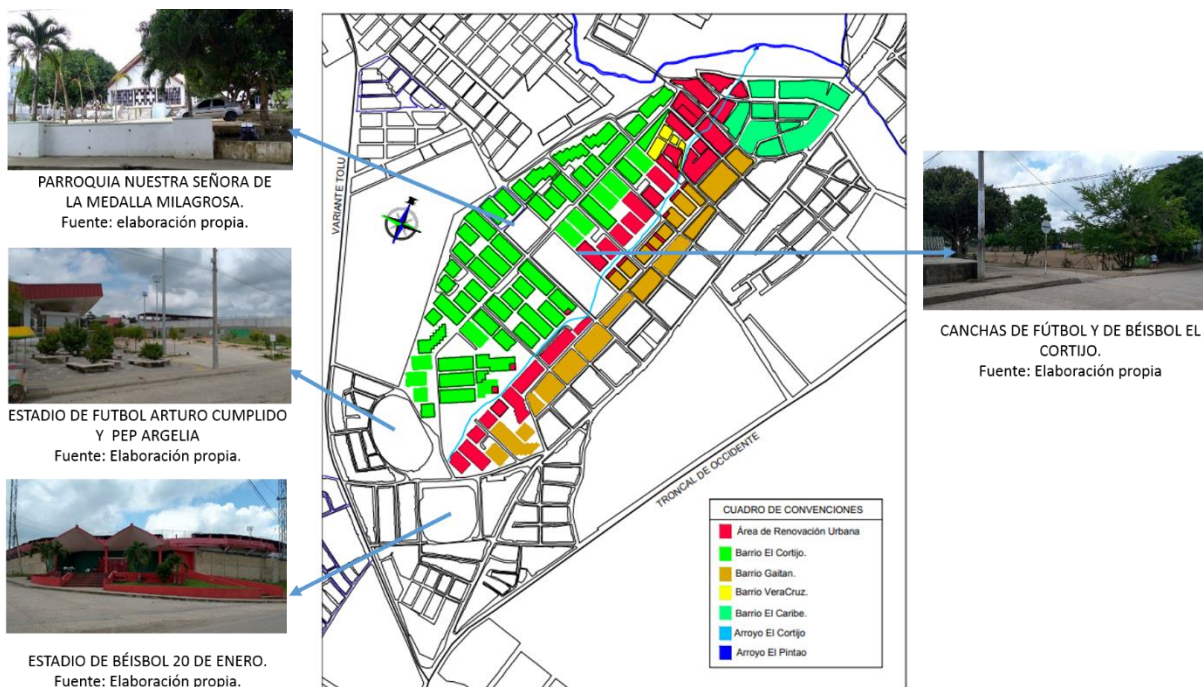 PARROQUIA NUESTRA SEÑORA DE
LA MEDALLA MILAGROSA.
Fuente: elaboración propia.
ESTADIO DE FUTBOL ARTURO CUMPLIDO
Y PEP ARGELIA
Fuente: Elaboración propia.
ESTADIO DE BÉISBOL 20 DE ENERO.
Fuente: Elaboración propia.
VARIANTE TOLU
TRONCAL DE OCCIDENTE
CUADRO DE CONVENCIONES
Área de Renovación Urbana
Barrio El Cortijo.
Barrio Gaitan.
Barrio VeraCruz.
Barrio El Caribe.
Arroyo El Cortijo
Arroyo El Pintao
CANCHAS DE FÚTBOL Y DE BÉISBOL EL
CORTIJO.
Fuente: Elaboración propia